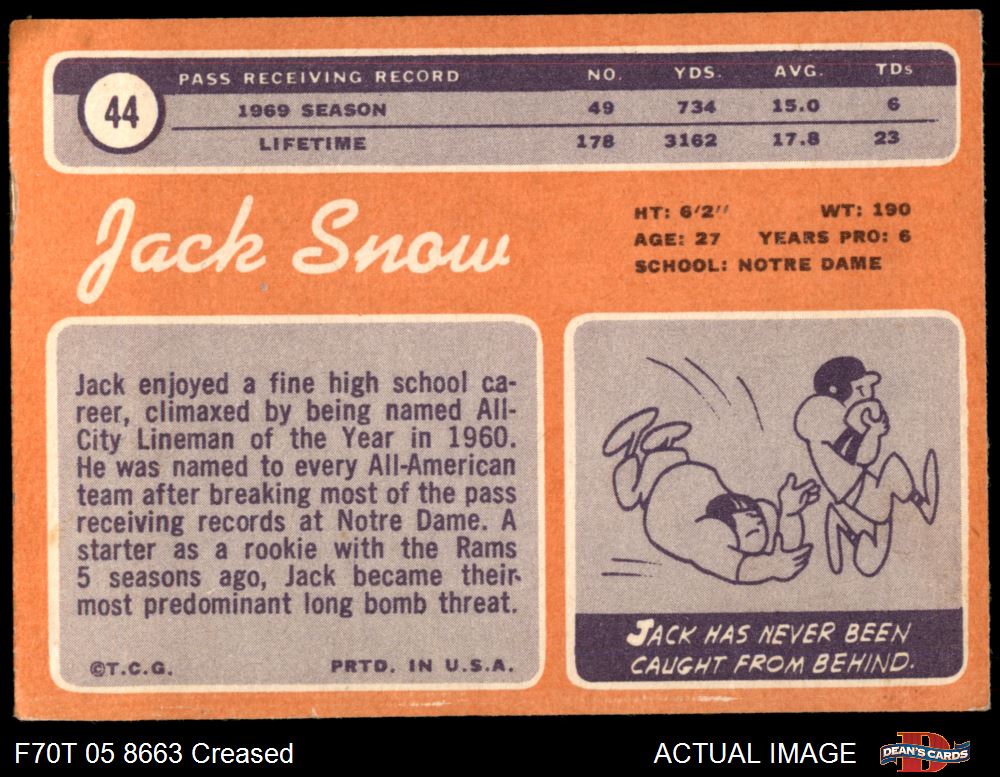 44
PASS RECEIVING RECORD NO. YDS. AVG. TDs
1969 SEASON 49 734 15.0 6
LIFETIME 178 3162 17.8 23
Jack Snow
HT: 6'2" WT: 190
AGE: 27 YEARS PRO: 6
SCHOOL: NOTRE DAME
Jack enjoyed a fine high school ca-
reer, climaxed by being named All-
City Lineman of the Year in 1960.
He was named to every All-American
team after breaking most of the pass
receiving records at Notre Dame. A
starter as a rookie with the Rams
5 seasons ago, Jack became their
most predominant long bomb threat.
©T.C.G. PRTD. IN U.S.A.
JACK HAS NEVER BEEN
CAUGHT FROM BEHIND.
F70T 05 8663 Creased
ACTUAL IMAGE
D
DEAN'S CARDS